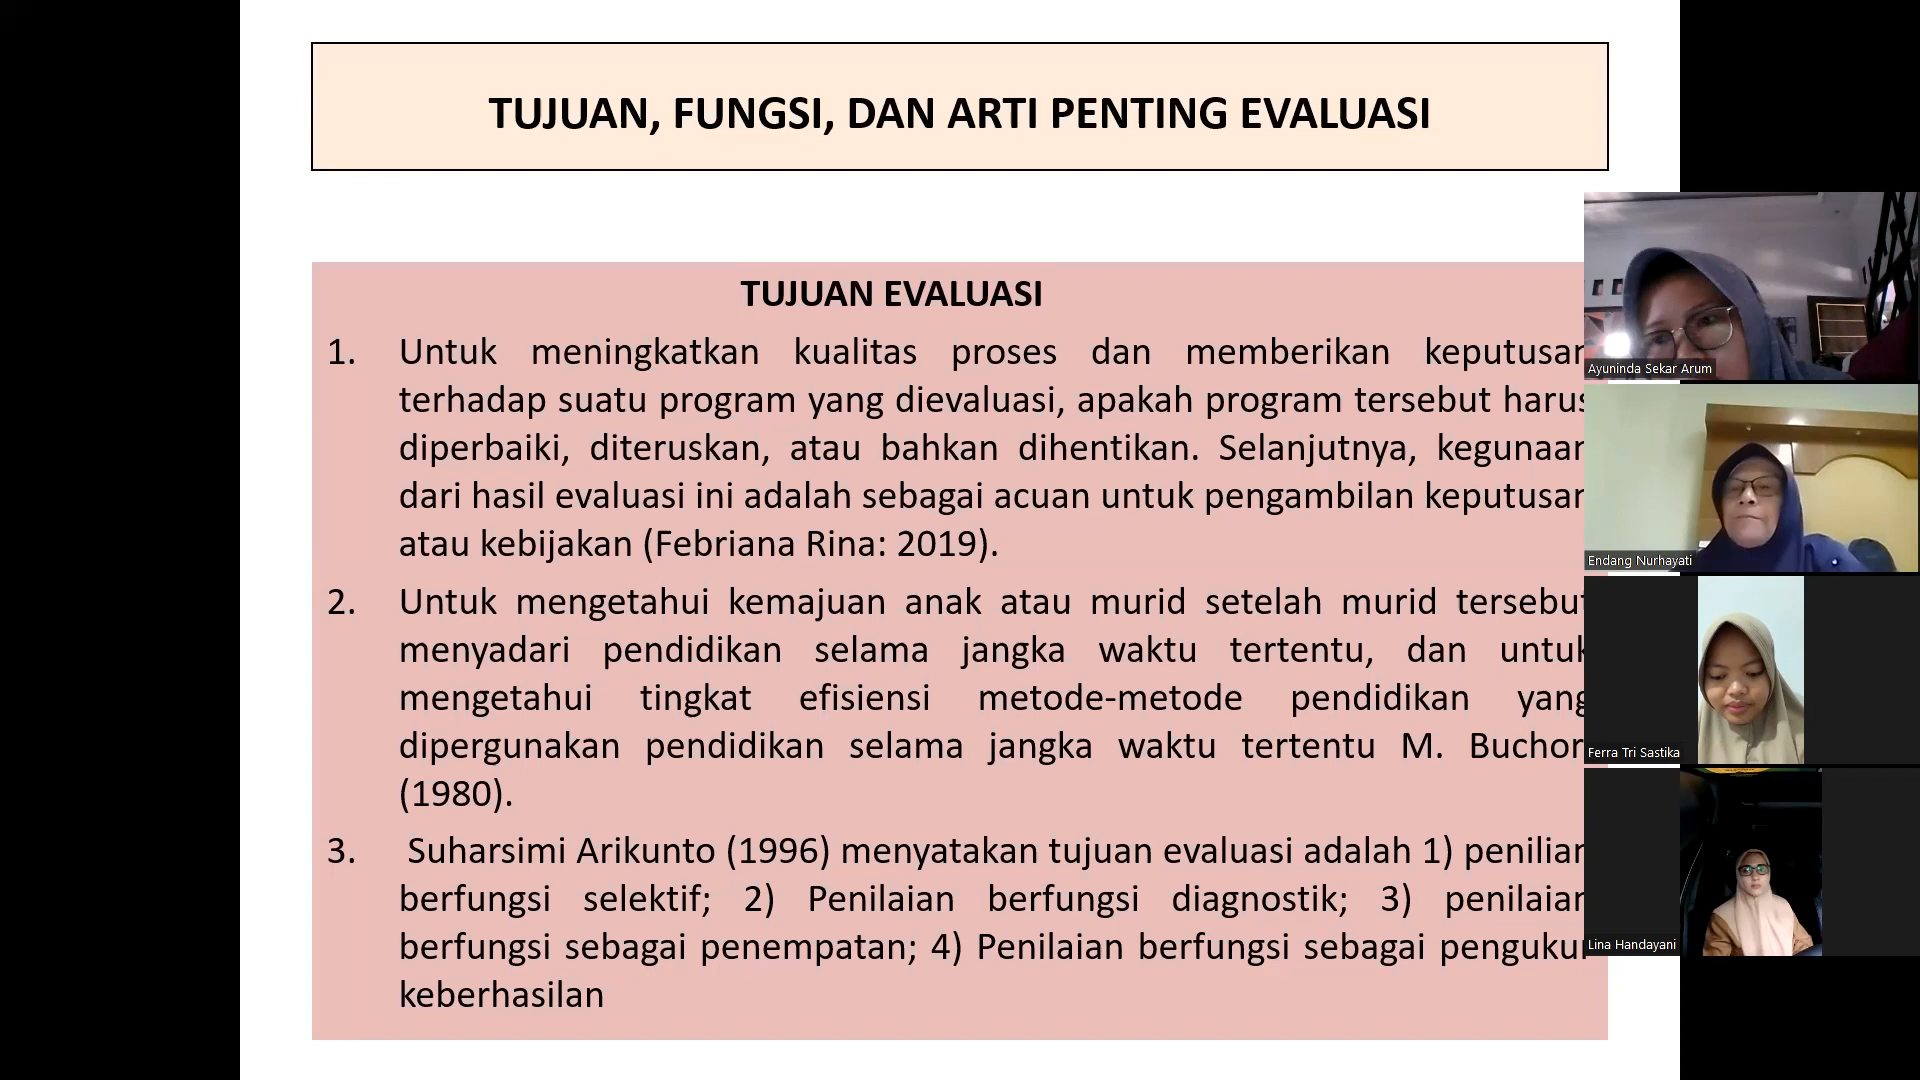 TUJUAN, FUNGSI, DAN ARTI PENTING EVALUASI
TUJUAN EVALUASI
1. Untuk meningkatkan kualitas proses dan memberikan keputusan
terhadap suatu program yang dievaluasi, apakah program tersebut harus
diperbaiki, diteruskan, atau bahkan dihentikan. Selanjutnya, kegunaan
dari hasil evaluasi ini adalah sebagai acuan untuk pengambilan keputusan
atau kebijakan (Febriana Rina: 2019).
2. Untuk mengetahui kemajuan anak atau murid setelah murid tersebut
menyadari pendidikan selama jangka waktu tertentu, dan untuk
mengetahui tingkat efisiensi metode-metode pendidikan yang
dipergunakan pendidikan selama jangka waktu tertentu M. Buchori
(1980).
3. Suharsimi Arikunto (1996) menyatakan tujuan evaluasi adalah 1) penilian
berfungsi selektif; 2) Penilaian berfungsi diagnostik; 3) penilaian
berfungsi sebagai penempatan; 4) Penilaian berfungsi sebagai pengukur
keberhasilan
Ayuninda Sekar Arum
Endang Nurhayati
Ferra Tri Sastika
Lina Handayani